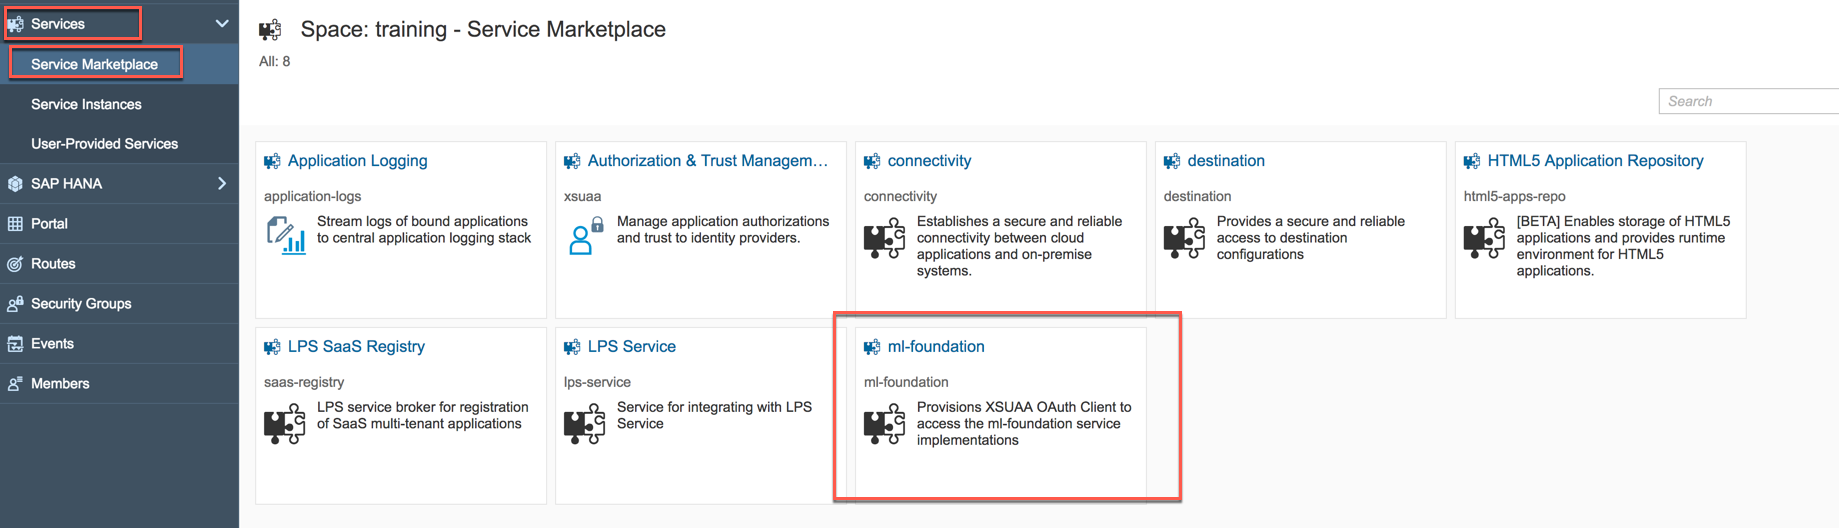 Services
Service Marketplace
Service Instances
User-Provided Services
SAP HANA
Portal
Routes
Security Groups
Events
Members
Space: training - Service Marketplace
All: 8
Search
Application Logging
application-logs
Stream logs of bound applications
to central application logging stack
Authorization & Trust Managem...
xsuaa
Manage application authorizations
and trust to identity providers.
connectivity
connectivity
Establishes a secure and reliable
connectivity between cloud
applications and on-premise
systems.
destination
destination
Provides a secure and reliable
access to destination
configurations
HTML5 Application Repository
html5-apps-repo
[BETA] Enables storage of HTML5
applications and provides runtime
environment for HTML5
applications.
LPS SaaS Registry
saas-registry
LPS service broker for registration
of SaaS multi-tenant applications
LPS Service
lps-service
Service for integrating with LPS
Service
ml-foundation
ml-foundation
Provisions XSUAA OAuth Client to
access the ml-foundation service
implementations